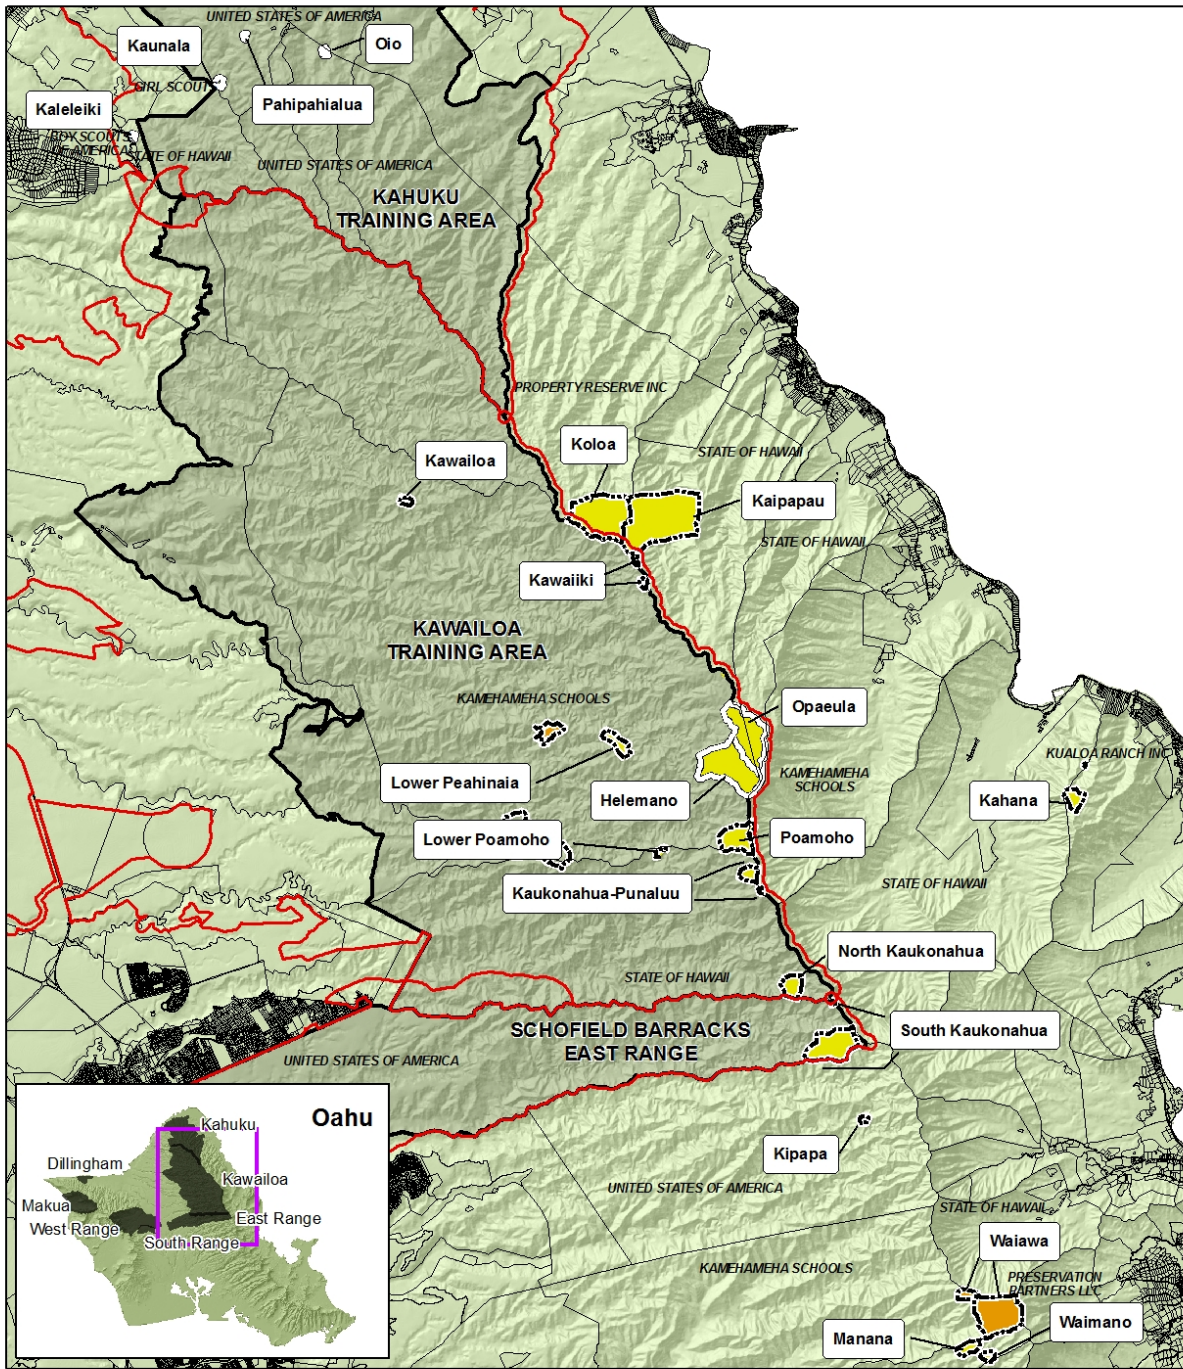 UNITED STATES OF AMERICA
Kaunala
Oio
GIRL SCOUT
Pahipahialua
Kaleleiki
BOY SCOUTS
OF AMERICA
STATE OF HAWAII
UNITED STATES OF AMERICA
KAHUKU
TRAINING AREA
PROPERTY RESERVE INC
Koloa
STATE OF HAWAII
Kawailoa
Kaipapau
STATE OF HAWAII
Kawaiiki
KAWAILOA
TRAINING AREA
KAMEHAMEHA SCHOOLS
Opaeula
KUALOA RANCH INC
Lower Peahinaia
KAMEHAMEHA
SCHOOLS
Helemano
Kahana
Lower Poamoho
Poamoho
Kaukonahua-Punaluu
STATE OF HAWAII
North Kaukonahua
STATE OF HAWAII
SCHOFIELD BARRACKS
EAST RANGE
South Kaukonahua
UNITED STATES OF AMERICA
Kipapa
UNITED STATES OF AMERICA
STATE OF HAWAII
Waiawa
KAMEHAMEHA SCHOOLS
PRESERVATION
PARTNERS LLC
Waimano
Manana
Oahu
Kahuku
Dillingham
Kawailoa
Makua
East Range
West Range
South Range